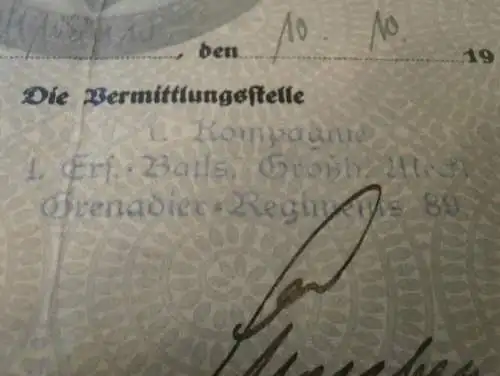 , den 10. 10. 19
Die Vermittlungsstelle
1. Kompagnie
1. Ers.-Batls. Großh. Meckl.
Grenadier-Regiments 89